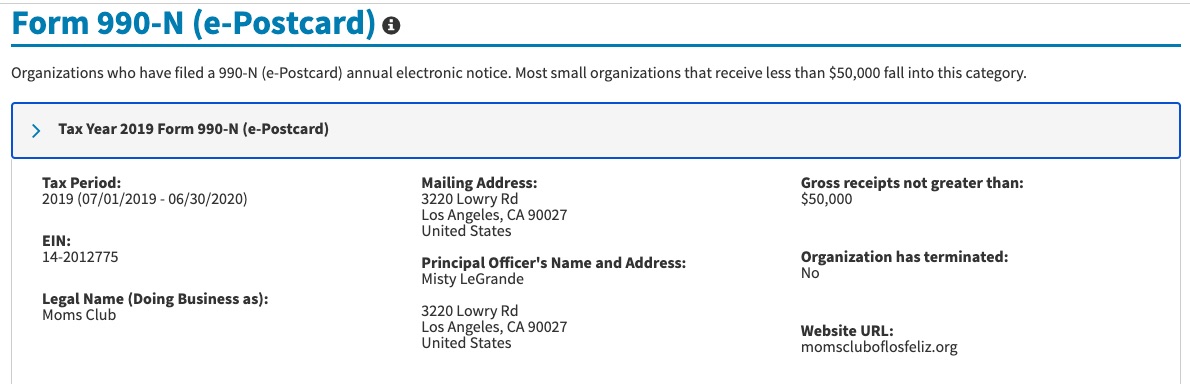 Form 990-N (e-Postcard)
Organizations who have filed a 990-N (e-Postcard) annual electronic notice. Most small organizations that receive less than $50,000 fall into this category.
Tax Year 2019 Form 990-N (e-Postcard)
Tax Period:
2019 (07/01/2019 - 06/30/2020)
EIN:
14-2012775
Legal Name (Doing Business as):
Moms Club
Mailing Address:
3220 Lowry Rd
Los Angeles, CA 90027
United States
Principal Officer's Name and Address:
Misty LeGrande
3220 Lowry Rd
Los Angeles, CA 90027
United States
Gross receipts not greater than:
$50,000
Organization has terminated:
No
Website URL:
momscluboflosfeliz.org